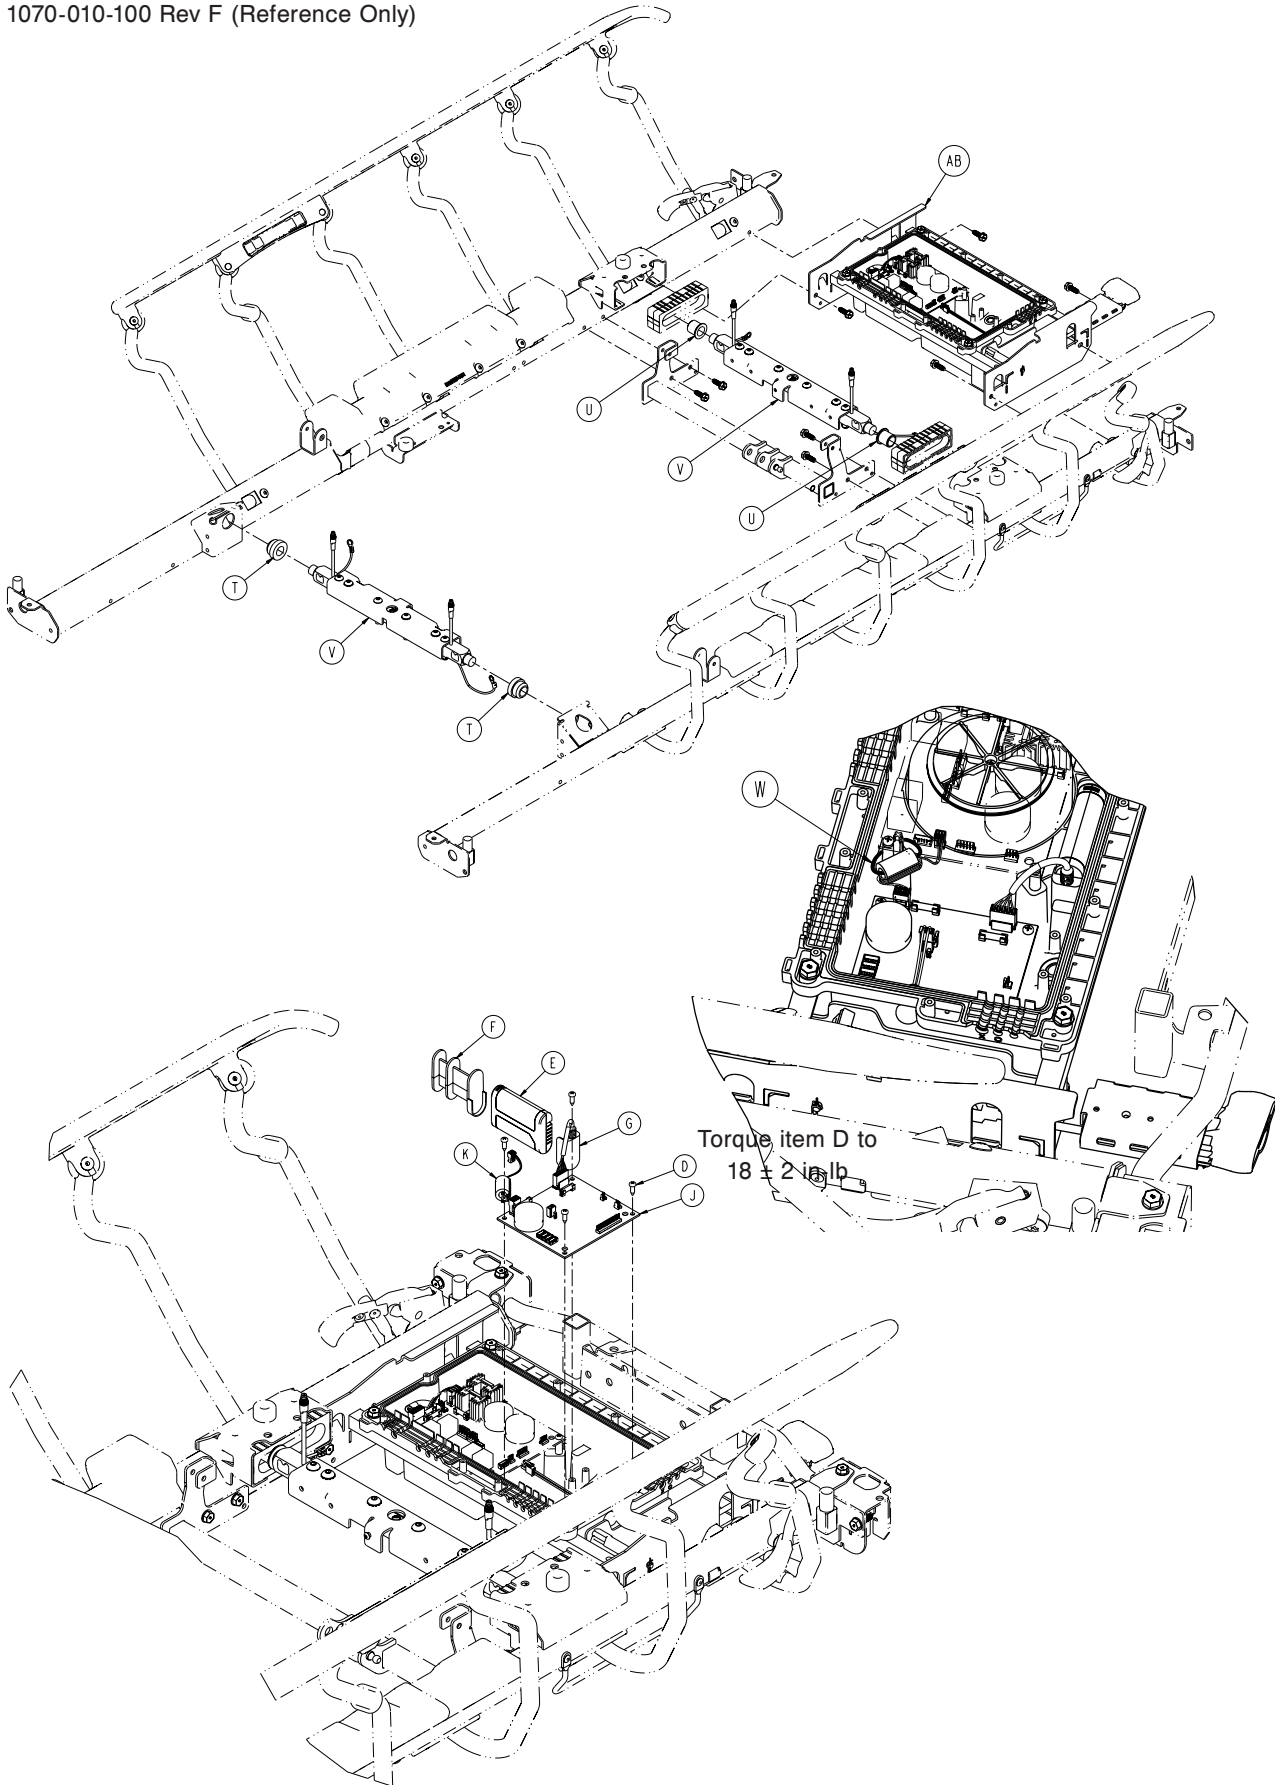 1070-010-100 Rev F (Reference Only)
AB
U
V
U
T
V
T
W
F
E
G
K
D
J
Torque item D to
18 ± 2 in-lb